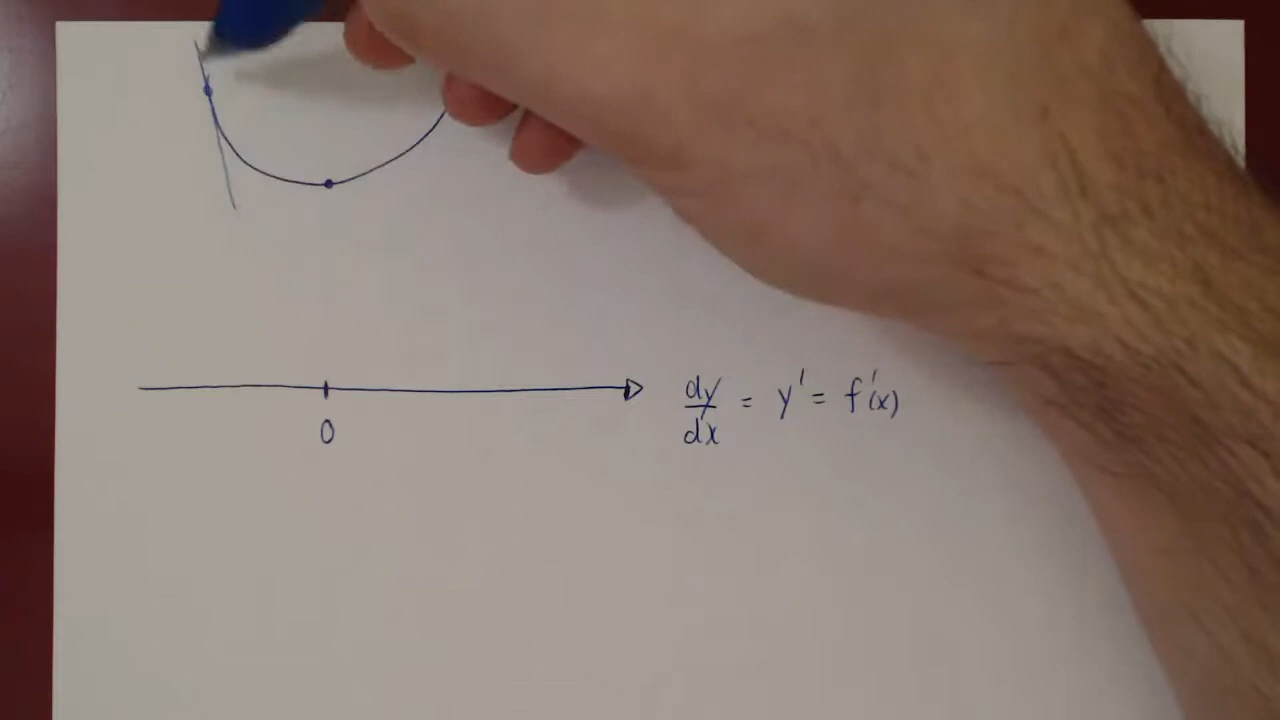 dy/dx = y' = f'(x)
0